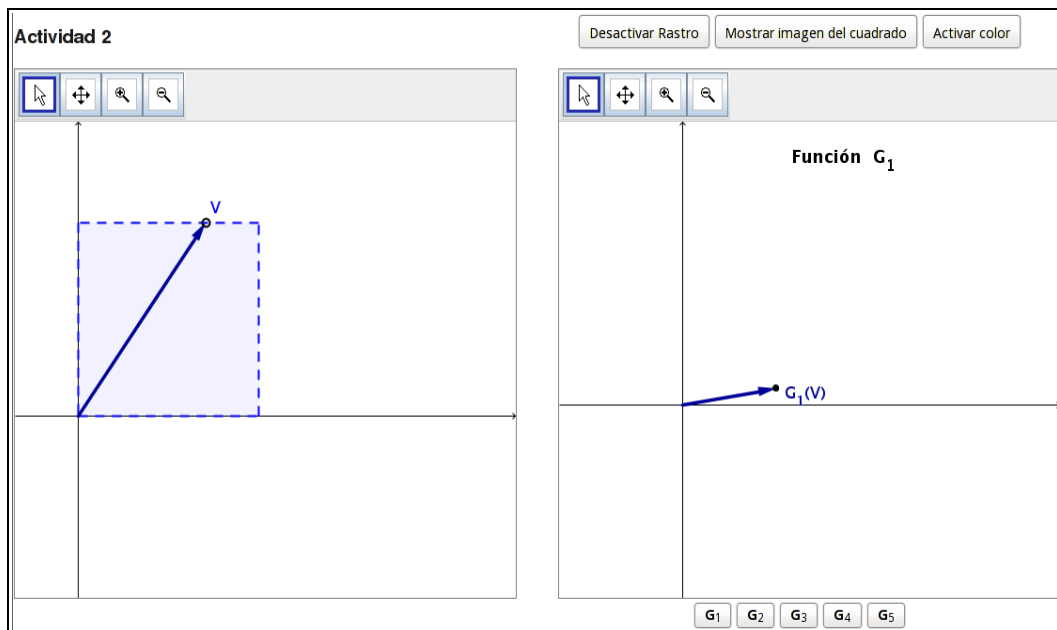 Actividad 2
Desactivar Rastro
Mostrar imagen del cuadrado
Activar color
V
Función G₁
G₁(V)
G₁ G₂ G₃ G₄ G₅